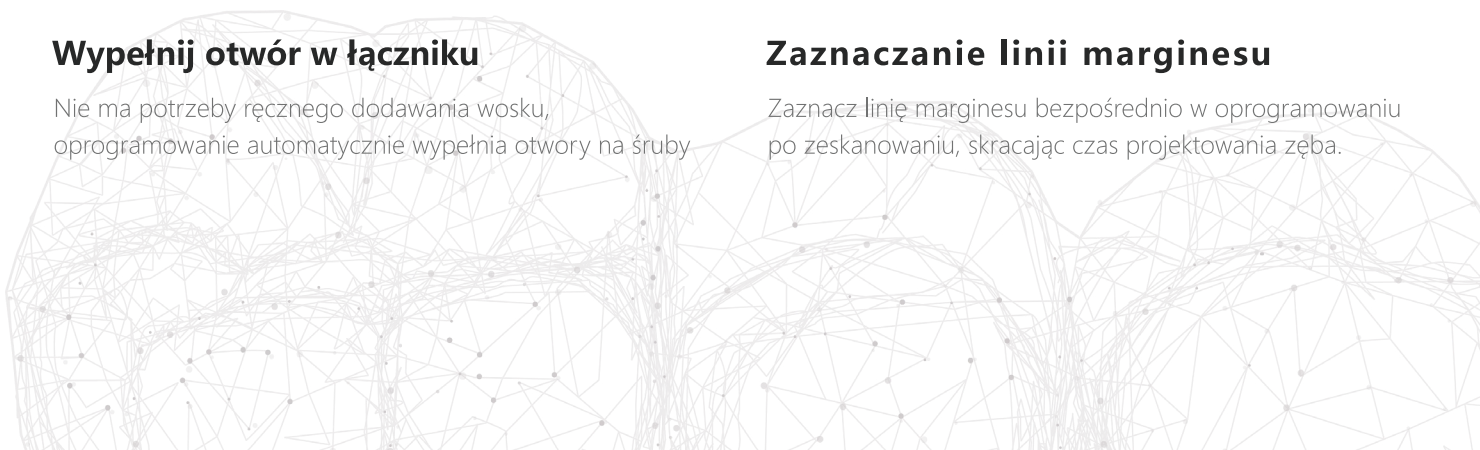 Wypełnij otwór w łączniku
Nie ma potrzeby ręcznego dodawania wosku,
oprogramowanie automatycznie wypełnia otwory na śruby
Zaznaczanie linii marginesu
Zaznacz linię marginesu bezpośrednio w oprogramowaniu
po zeskanowaniu, skracając czas projektowania zęba.